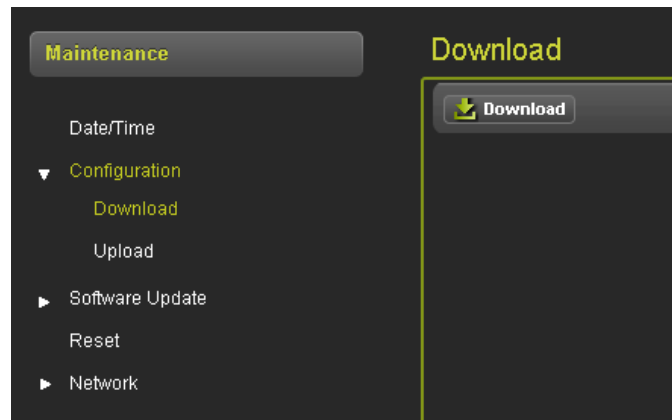 Maintenance
Date/Time
Configuration
Download
Upload
Software Update
Reset
Network
Download
Download